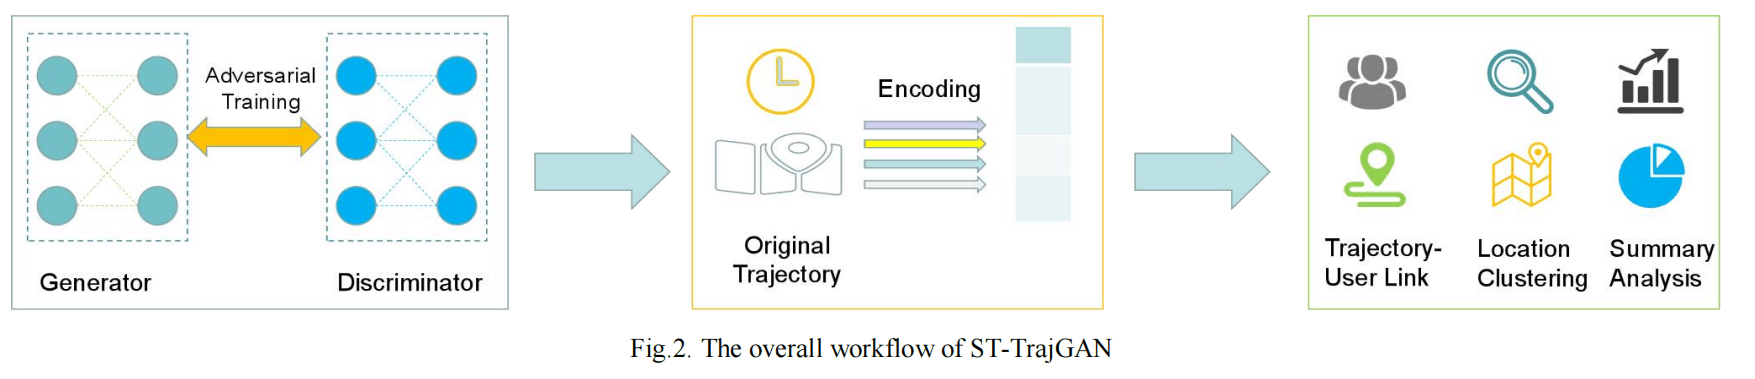 Adversarial
Training
Generator
Discriminator
Encoding
Original
Trajectory
Trajectory-
User Link
Location
Clustering
Summary
Analysis
Fig.2. The overall workflow of ST-TrajGAN